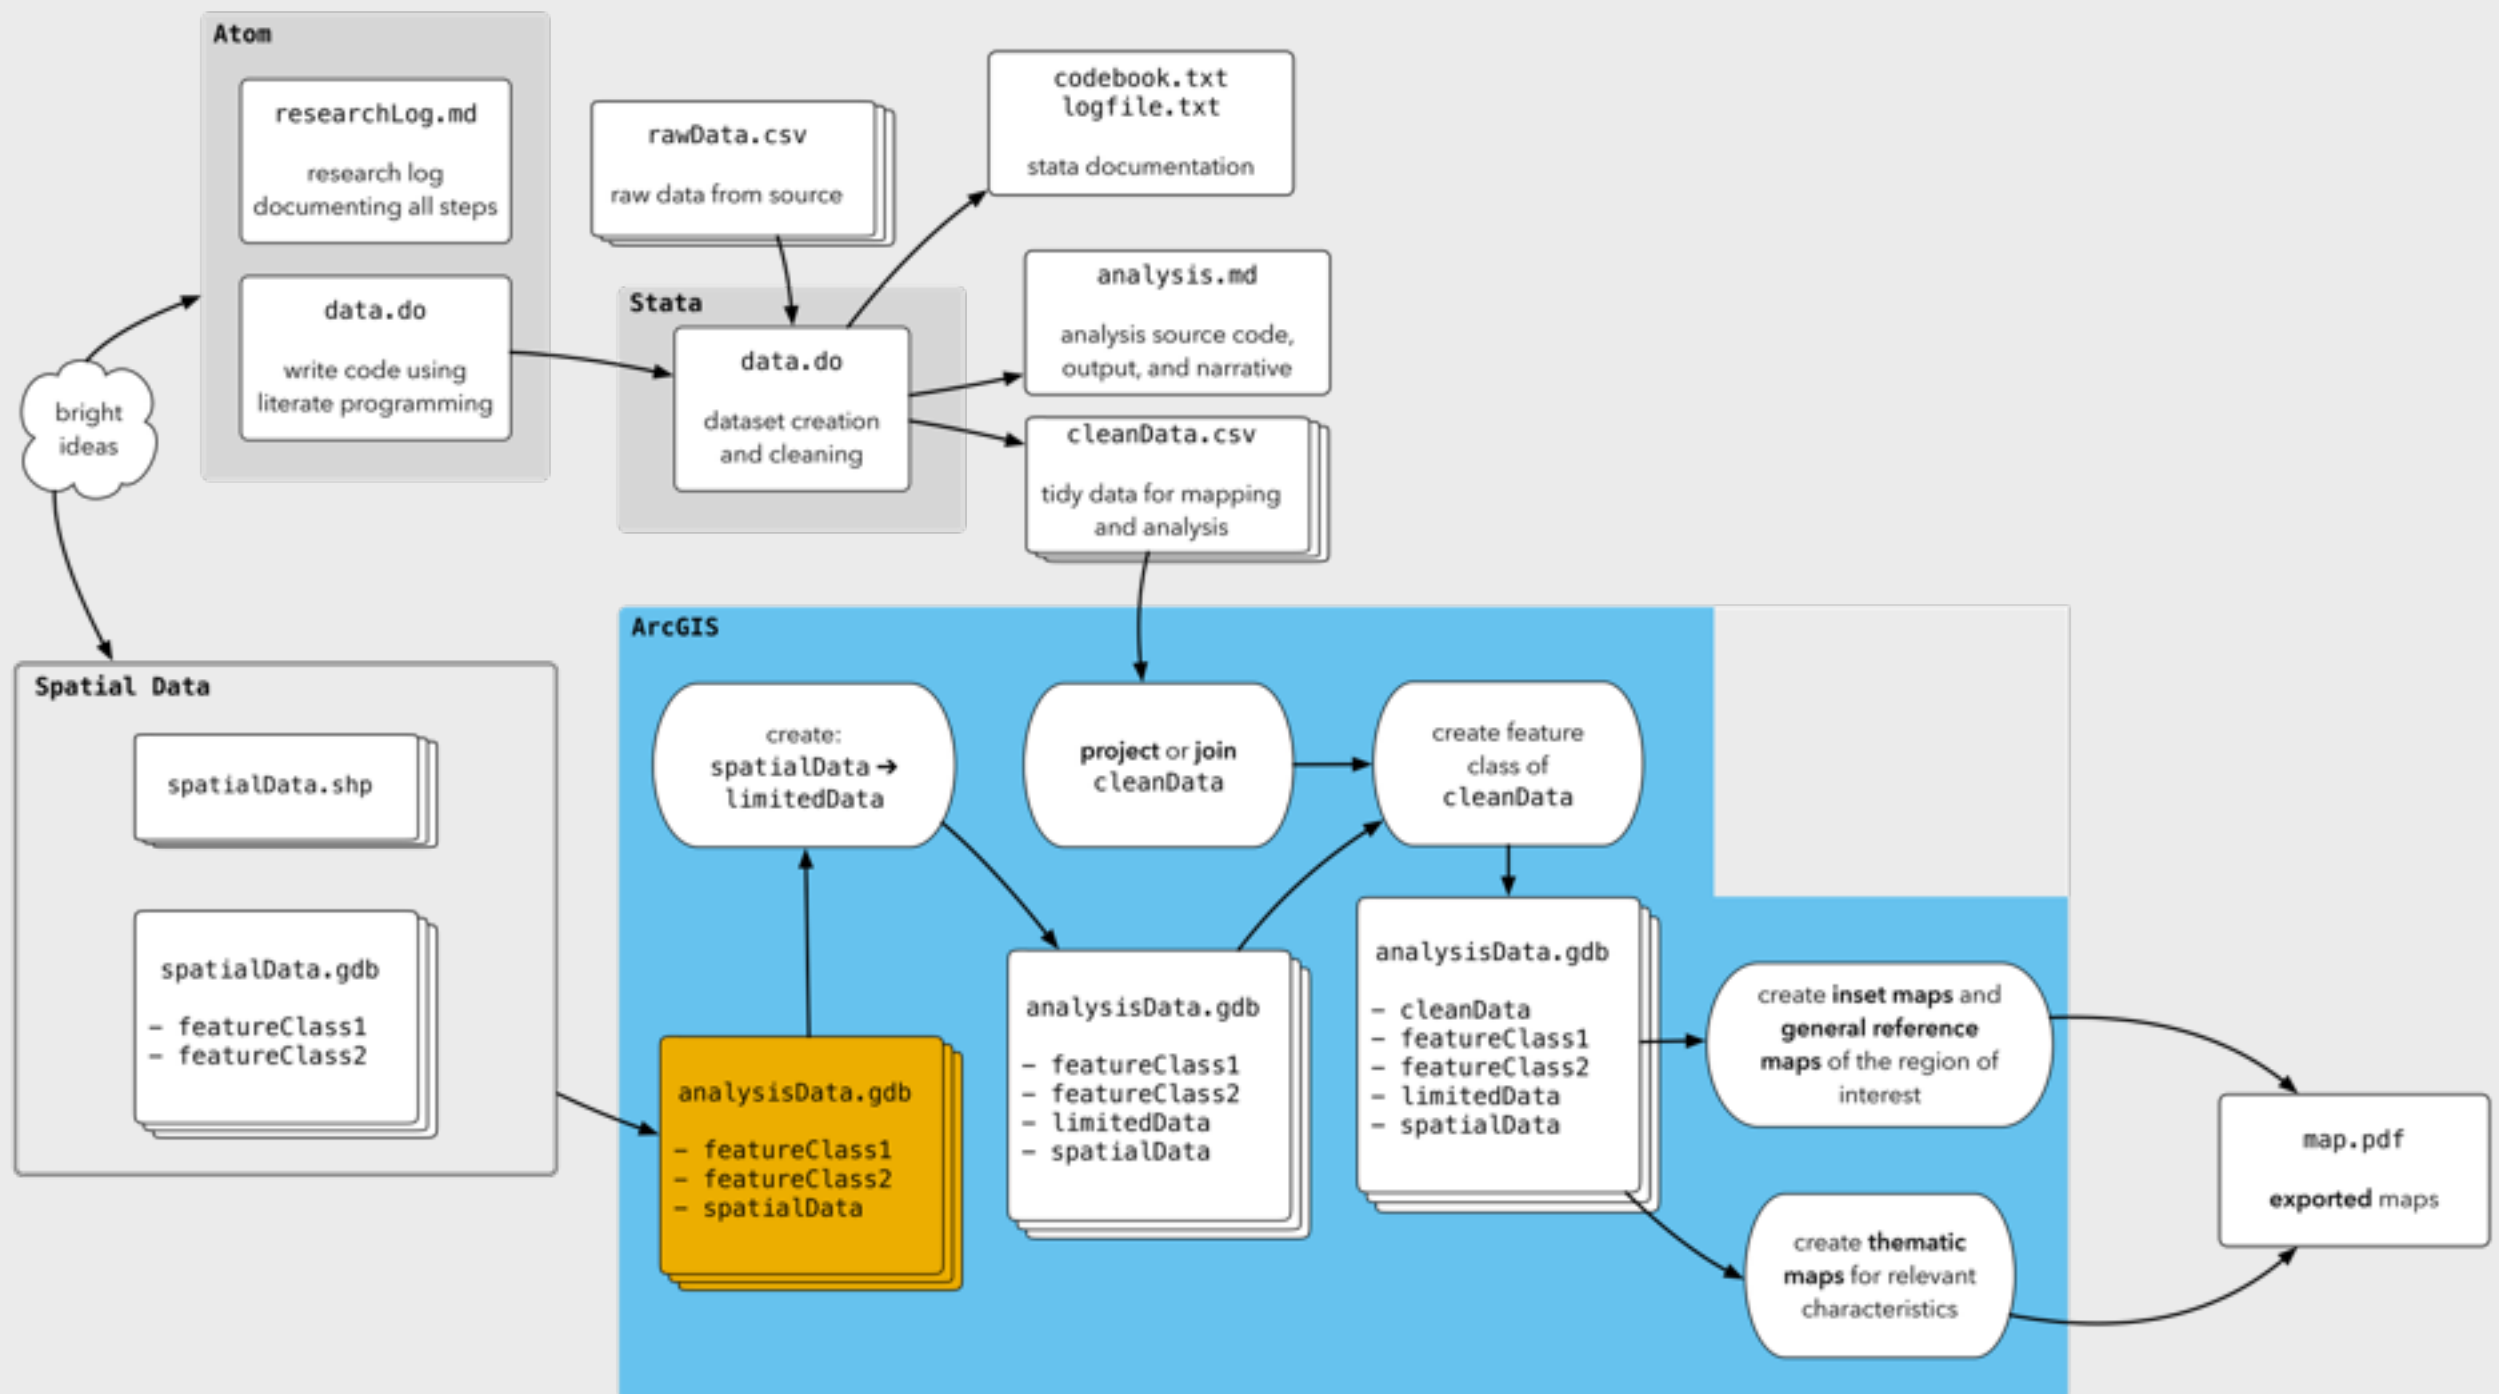 Atom
researchLog.md
research log
documenting all steps
data.do
write code using
literate programming
bright
ideas
rawData.csv
raw data from source
Stata
data.do
dataset creation
and cleaning
codebook.txt
logfile.txt
stata documentation
analysis.md
analysis source code,
output, and narrative
cleanData.csv
tidy data for mapping
and analysis
Spatial Data
spatialData.shp
spatialData.gdb
– featureClass1
– featureClass2
ArcGIS
create:
spatialData →
limitedData
project or join
cleanData
create feature
class of
cleanData
analysisData.gdb
– featureClass1
– featureClass2
– spatialData
analysisData.gdb
– featureClass1
– featureClass2
– limitedData
– spatialData
analysisData.gdb
– cleanData
– featureClass1
– featureClass2
– limitedData
– spatialData
create inset maps and
general reference
maps of the region of
interest
create thematic
maps for relevant
characteristics
map.pdf
exported maps